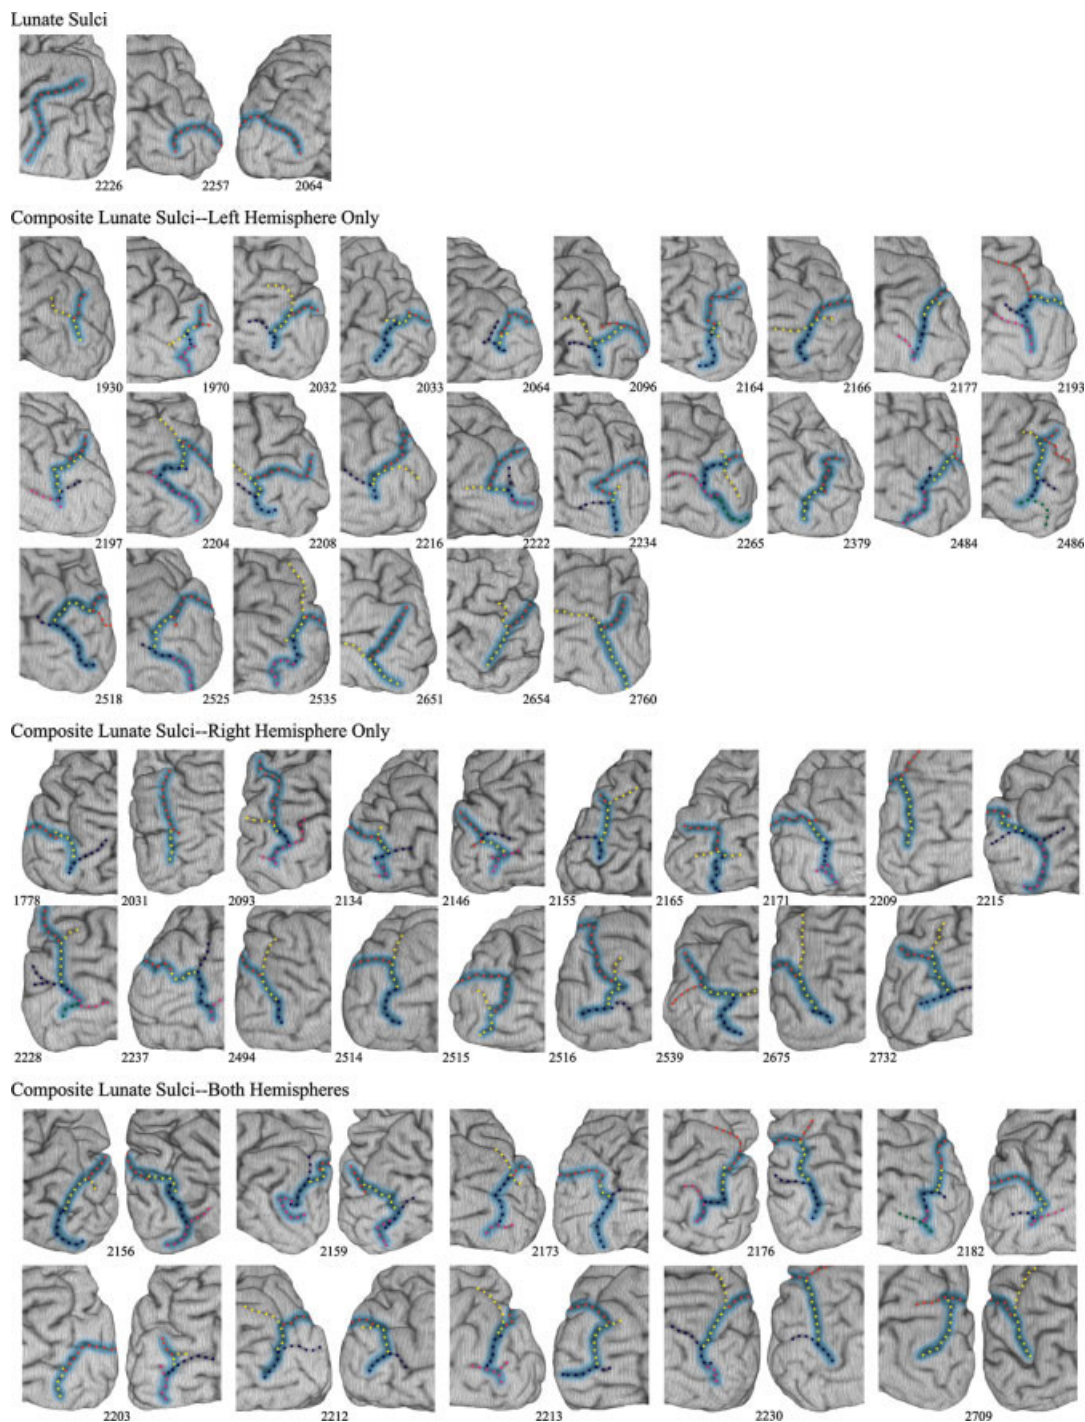 Lunate Sulci
2226 2257 2064
Composite Lunate Sulci--Left Hemisphere Only
1930 1970 2032 2033 2064 2096 2164 2166 2177 2193
2197 2204 2208 2216 2222 2234 2265 2379 2484 2486
2518 2525 2535 2651 2654 2760
Composite Lunate Sulci--Right Hemisphere Only
1778 2031 2093 2134 2146 2155 2165 2171 2209 2215
2228 2237 2494 2514 2515 2516 2539 2675 2732
Composite Lunate Sulci--Both Hemispheres
2156 2159 2173 2176 2182
2203 2212 2213 2230 2709